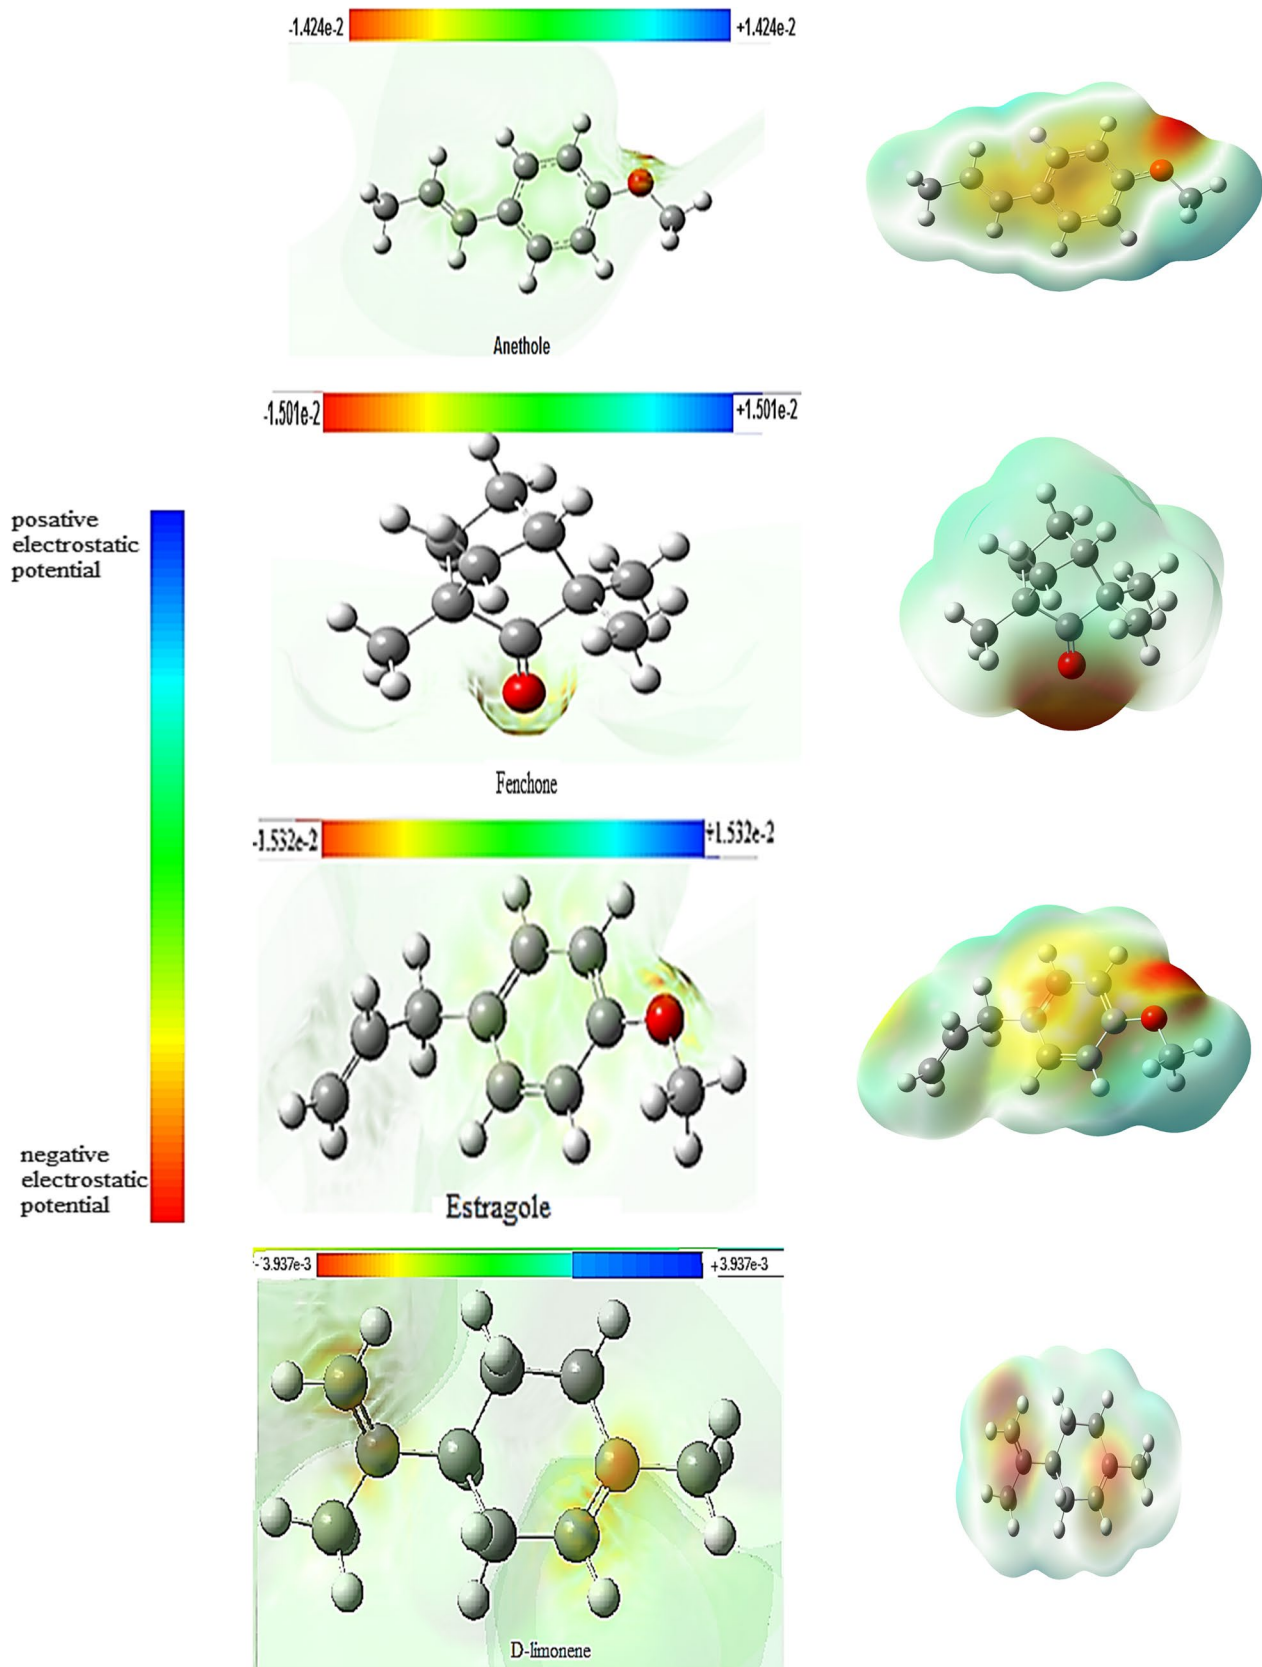 -1.424e-2 +1.424e-2
Anethole
-1.501e-2 +1.501e-2
Fenchone
posative
electrostatic
potential
negative
electrostatic
potential
-1.532e-2 +1.532e-2
Estragole
-3.937e-3 +3.937e-3
D-limonene